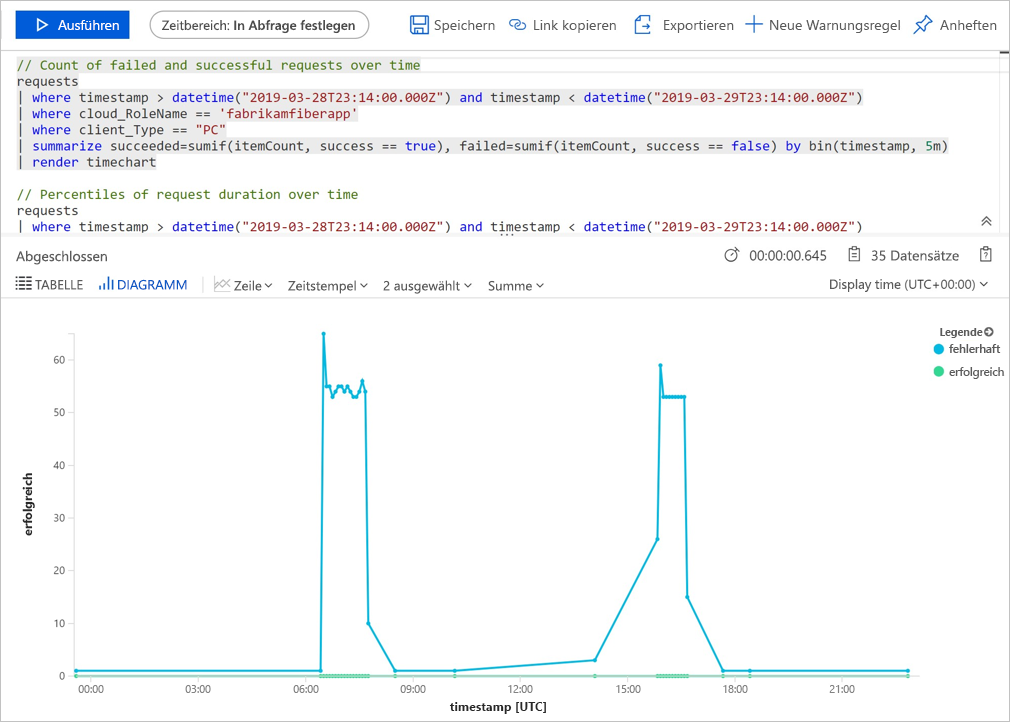 Ausführen Zeitbereich: In Abfrage festlegen Speichern Link kopieren Exportieren Neue Warnungsregel Anheften
// Count of failed and successful requests over time
requests
| where timestamp > datetime("2019-03-28T23:14:00.000Z") and timestamp < datetime("2019-03-29T23:14:00.000Z")
| where cloud_RoleName == 'fabrikamfiberapp'
| where client_Type == "PC"
| summarize succeeded=sumif(itemCount, success == true), failed=sumif(itemCount, success == false) by bin(timestamp, 5m)
| render timechart
// Percentiles of request duration over time
requests
| where timestamp > datetime("2019-03-28T23:14:00.000Z") and timestamp < datetime("2019-03-29T23:14:00.000Z")
Abgeschlossen 00:00:00.645 35 Datensätze
TABELLE DIAGRAMM Zeile Zeitstempel 2 ausgewählt Summe Display time (UTC+00:00)
Legende
fehlerhaft
erfolgreich
60
50
40
30
20
10
0
erfolgreich
00:00 03:00 06:00 09:00 12:00 15:00 18:00 21:00
timestamp [UTC]